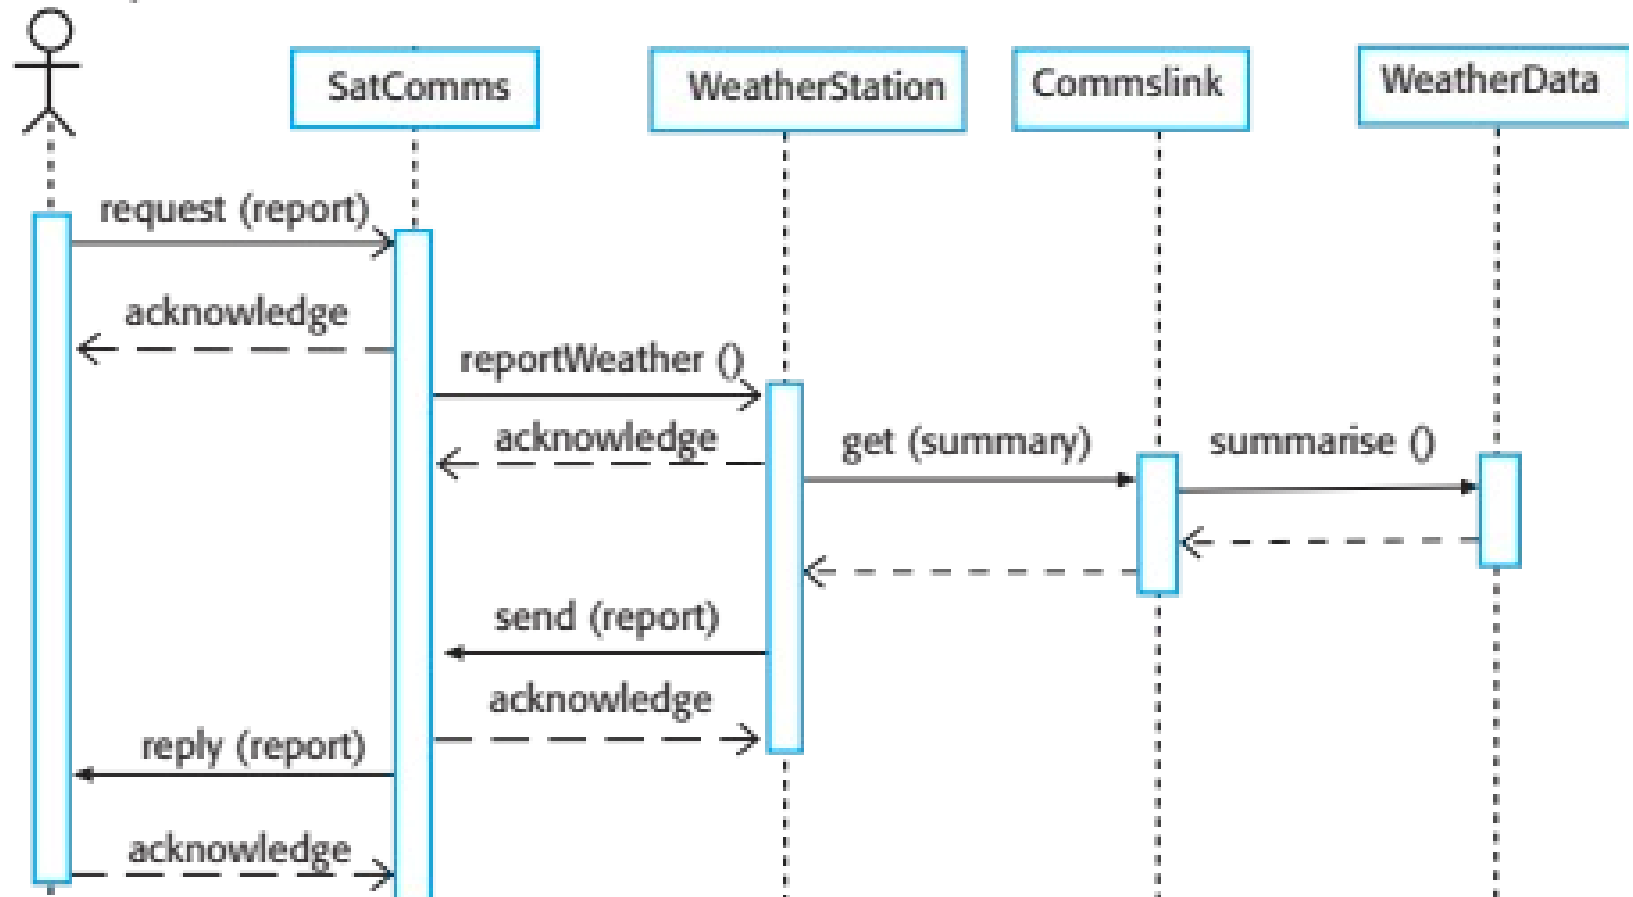 SatComms
WeatherStation
Commslink
WeatherData
request (report)
acknowledge
reportWeather ()
acknowledge
get (summary)
summarise ()
send (report)
acknowledge
reply (report)
acknowledge